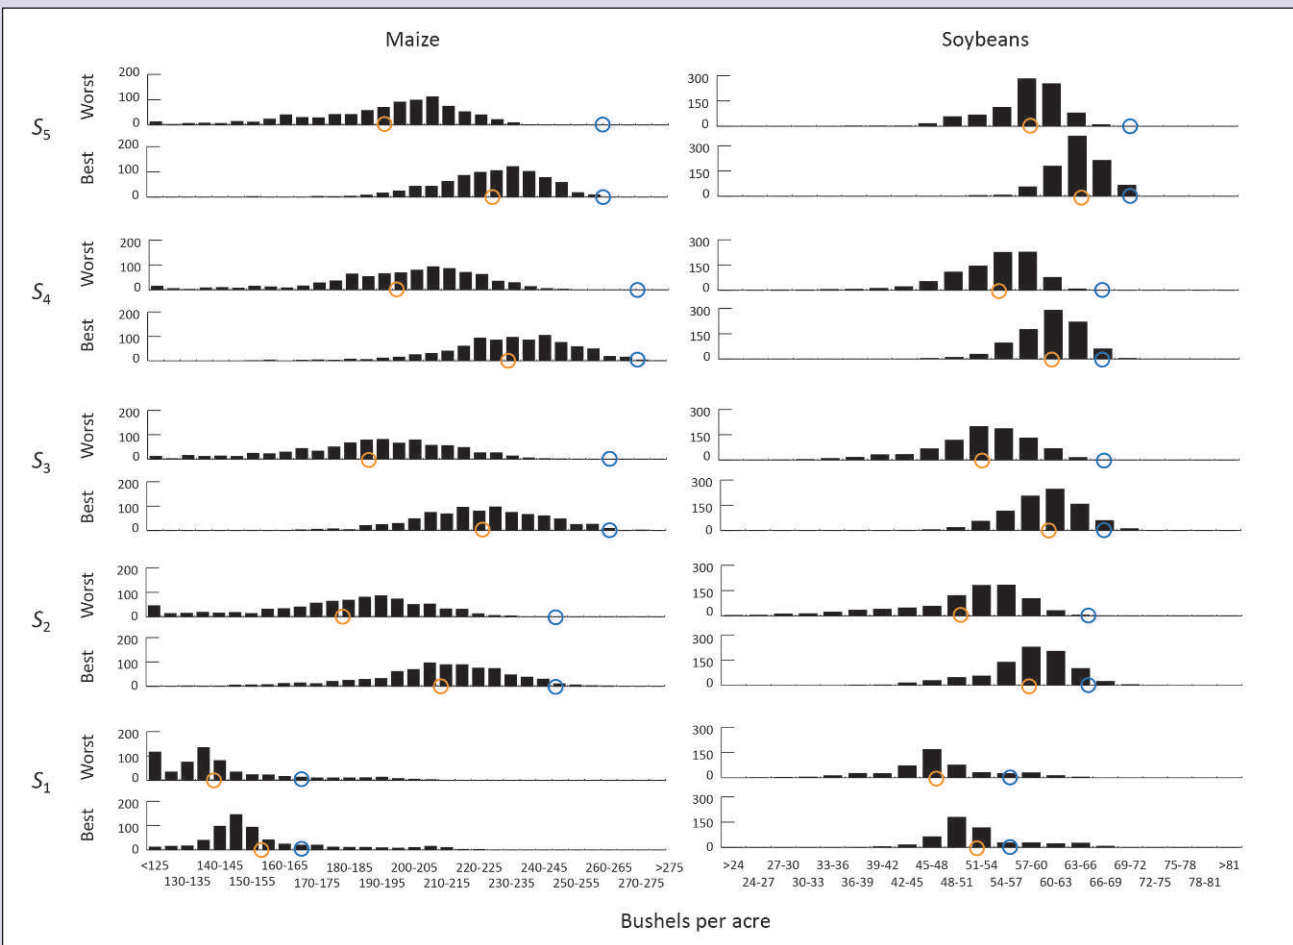 Maize Soybeans
S5 Worst 200 100 0 300 150 0
Best 200 100 0 300 150 0
S4 Worst 200 100 0 300 150 0
Best 200 100 0 300 150 0
S3 Worst 200 100 0 300 150 0
Best 200 100 0 300 150 0
S2 Worst 200 100 0 300 150 0
Best 200 100 0 300 150 0
S1 Worst 200 100 0 300 150 0
Best 200 100 0 300 150 0
<125 140-145 160-165 180-185 200-205 220-225 240-245 260-265 >275 >24 27-30 33-36 39-42 45-48 51-54 57-60 63-66 69-72 75-78 >81
130-135 150-155 170-175 190-195 210-215 230-235 250-255 270-275 24-27 30-33 36-39 42-45 48-51 54-57 60-63 66-69 72-75 78-81
Bushels per acre